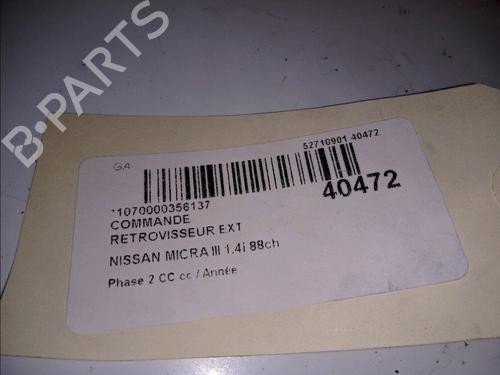 B-PARTS
GA
52710901 40472
*1070000356137
40472
COMMANDE
RETROVISSEUR EXT
NISSAN MICRA III 1.4i 88ch
Phase 2 CC cc / Année